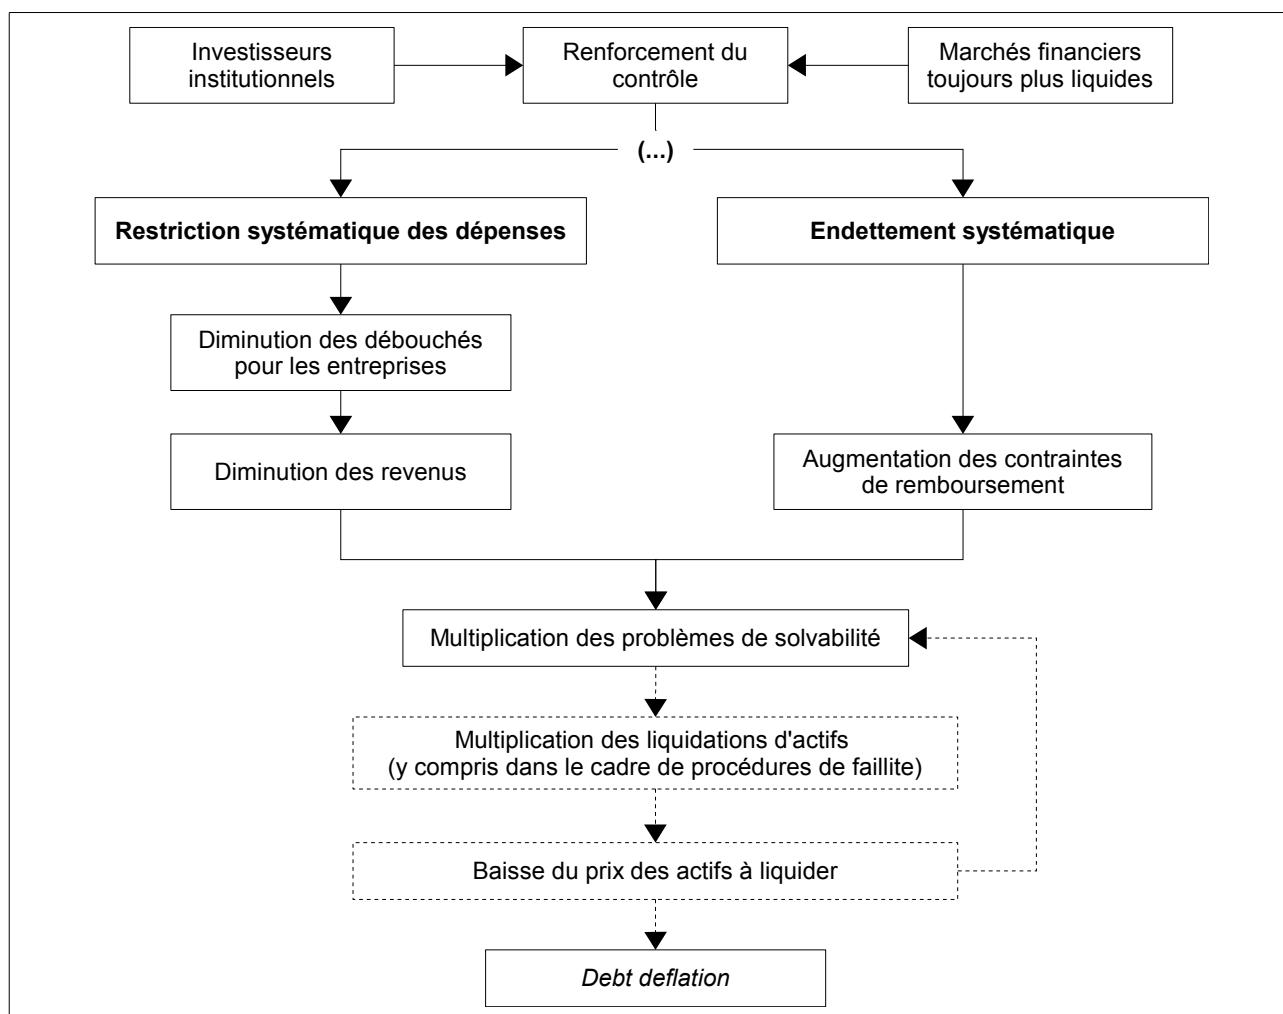 Investisseurs
institutionnels
Renforcement du
contrôle
Marchés financiers
toujours plus liquides
(...)
Restriction systématique des dépenses
Endettement systématique
Diminution des débouchés
pour les entreprises
Diminution des revenus
Augmentation des contraintes
de remboursement
Multiplication des problèmes de solvabilité
Multiplication des liquidations d'actifs
(y compris dans le cadre de procédures de faillite)
Baisse du prix des actifs à liquider
Debt deflation